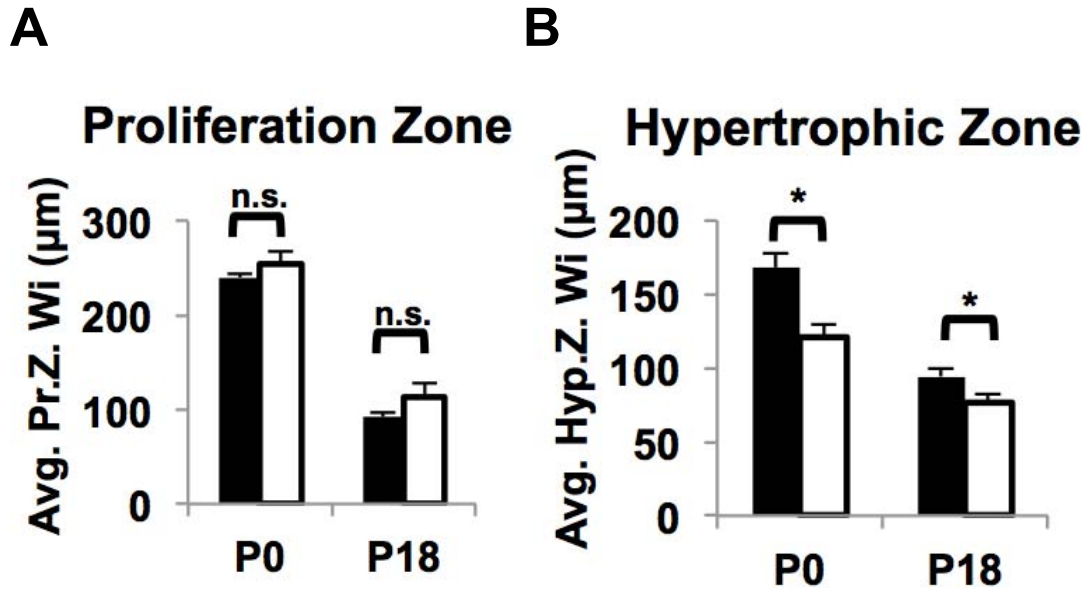 A
Proliferation Zone
Avg. Pr.Z. Wi (μm)
300
200
100
0
n.s.
n.s.
P0
P18
B
Hypertrophic Zone
Avg. Hyp.Z. Wi (μm)
200
150
100
50
0
*
*
P0
P18